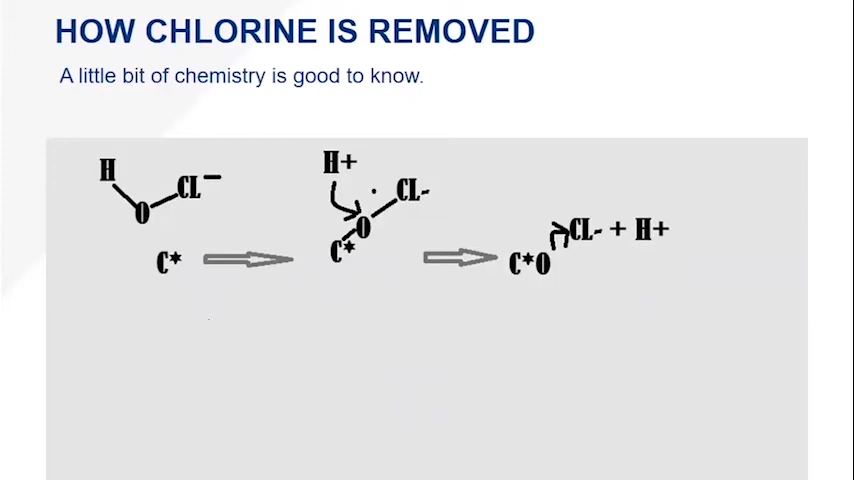 HOW CHLORINE IS REMOVED
A little bit of chemistry is good to know.
H
CL-
O
C*
H+
CL-
O
C*
CL- + H+
C*O